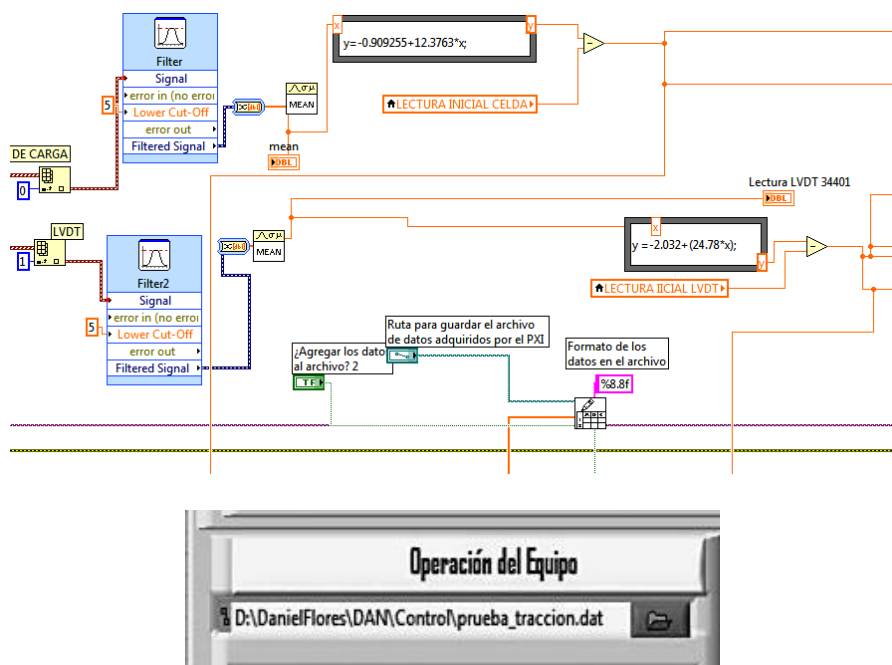 Filter
Signal
error in (no erro
5
Lower Cut-Off
error out
Filtered Signal
MEAN
mean
DBL
x
y
y=-0.909255+12.3763*x;
LECTURA INICIAL CELDA
DE CARGA
0
LVDT
1
Filter2
Signal
error in (no erro
5
Lower Cut-Off
error out
Filtered Signal
MEAN
Lectura LVDT 34401
DBL
x
y =-2.032+(24.78*x);
y
LECTURA IICIAL LVDT
Ruta para guardar el archivo
de datos adquiridos por el PXI
¿Agregar los dato
al archivo? 2
TF
Formato de los
datos en el archivo
%8.8f
Operación del Equipo
D:\DanielFlores\DAN\Control\prueba_traccion.dat